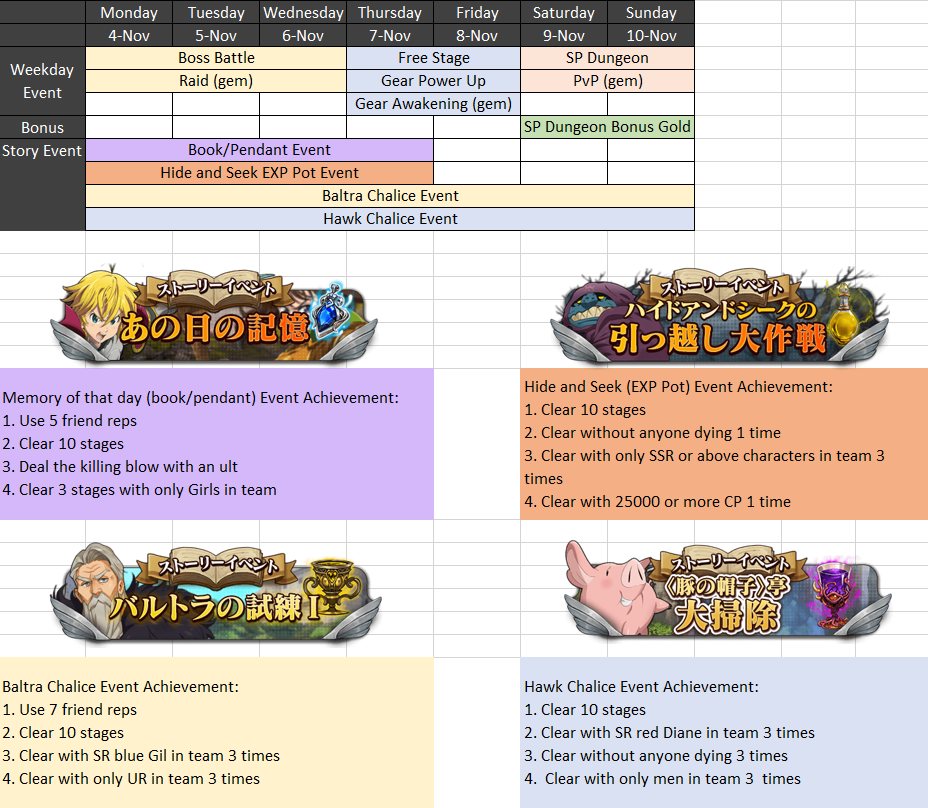 Monday Tuesday Wednesday Thursday Friday Saturday Sunday
4-Nov 5-Nov 6-Nov 7-Nov 8-Nov 9-Nov 10-Nov
Weekday Event
Boss Battle Free Stage SP Dungeon
Raid (gem) Gear Power Up PvP (gem)
Gear Awakening (gem)
Bonus SP Dungeon Bonus Gold
Story Event Book/Pendant Event
Hide and Seek EXP Pot Event
Baltra Chalice Event
Hawk Chalice Event
ストーリーイベント
あの日の記憶
ストーリーイベント
ハイドアンドシークの
引っ越し大作戦
Memory of that day (book/pendant) Event Achievement:
1. Use 5 friend reps
2. Clear 10 stages
3. Deal the killing blow with an ult
4. Clear 3 stages with only Girls in team
Hide and Seek (EXP Pot) Event Achievement:
1. Clear 10 stages
2. Clear without anyone dying 1 time
3. Clear with only SSR or above characters in team 3
times
4. Clear with 25000 or more CP 1 time
ストーリーイベント
バルトラの試練Ⅰ
ストーリーイベント
〈豚の帽子〉亭
大掃除
Baltra Chalice Event Achievement:
1. Use 7 friend reps
2. Clear 10 stages
3. Clear with SR blue Gil in team 3 times
4. Clear with only UR in team 3 times
Hawk Chalice Event Achievement:
1. Clear 10 stages
2. Clear with SR red Diane in team 3 times
3. Clear without anyone dying 3 times
4.  Clear with only men in team 3  times